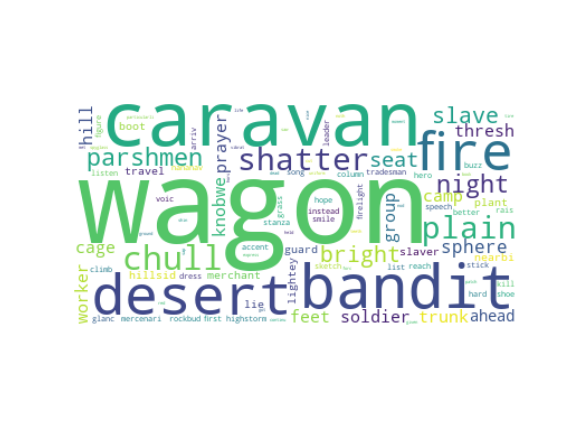 caravan
slave
thresh
fire
hill
figure
boot
prayer
arriv
leader
parshmen
shatter
seat
buzz
listen
travel
column
tradesman
hero
night
camp
plant
wagon
voic
knobwe
song
hope
instead
smile
firelight
group
speech
better
rais
plain
stanza
grass
cage
chull
accent
guard
bright
slaver
sphere
nearbi
worker
climb
hillsid
dress
merchant
lightey
sketch
list
reach
stick
kill
desert
bandit
hard
shoe
lie
glanc
mercenari
rockbud
first
highstorm
feet
soldier
trunk
ahead